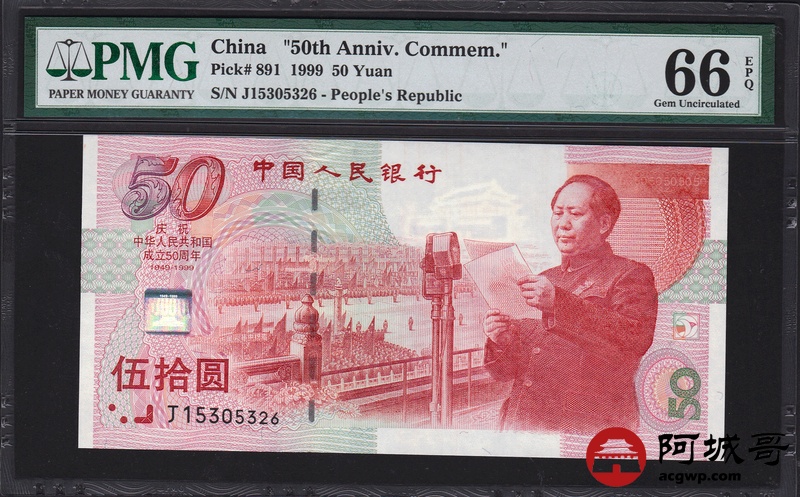 PMG
PAPER MONEY GUARANTY
China "50th Anniv. Commem."
Pick# 891 1999 50 Yuan
S/N J15305326 - People's Republic
66
EPQ
Gem Uncirculated
50
中国人民银行
庆祝
中华人民共和国
成立50周年
1949-1999
伍拾圆
J15305326
50
阿城哥
acgwp.com